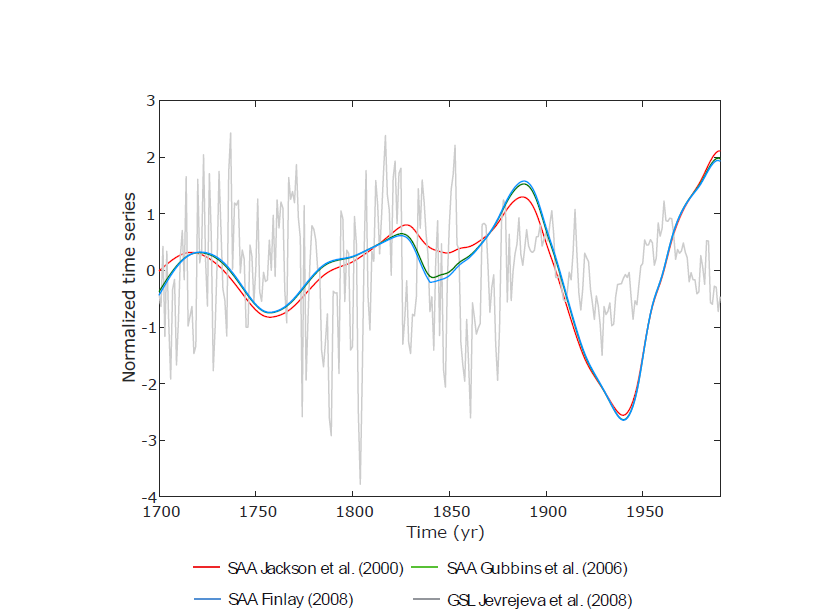 3
2
1
0
-1
-2
-3
-4
Normalized time series
1700 1750 1800 1850 1900 1950
Time (yr)
SAA Jackson et al. (2000) SAA Gubbins et al. (2006)
SAA Finlay (2008) GSL Jevrejeva et al. (2008)